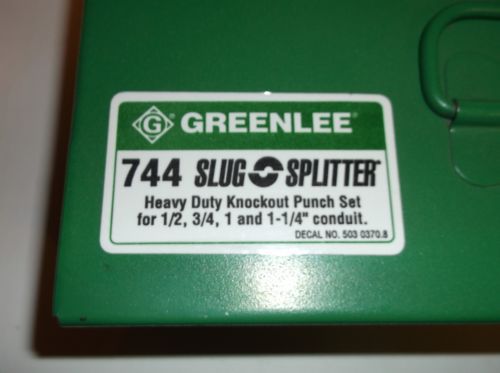 G GREENLEE®
744 SLUG SPLITTER™
Heavy Duty Knockout Punch Set
for 1/2, 3/4, 1 and 1-1/4" conduit.
DECAL NO. 503 0370.8